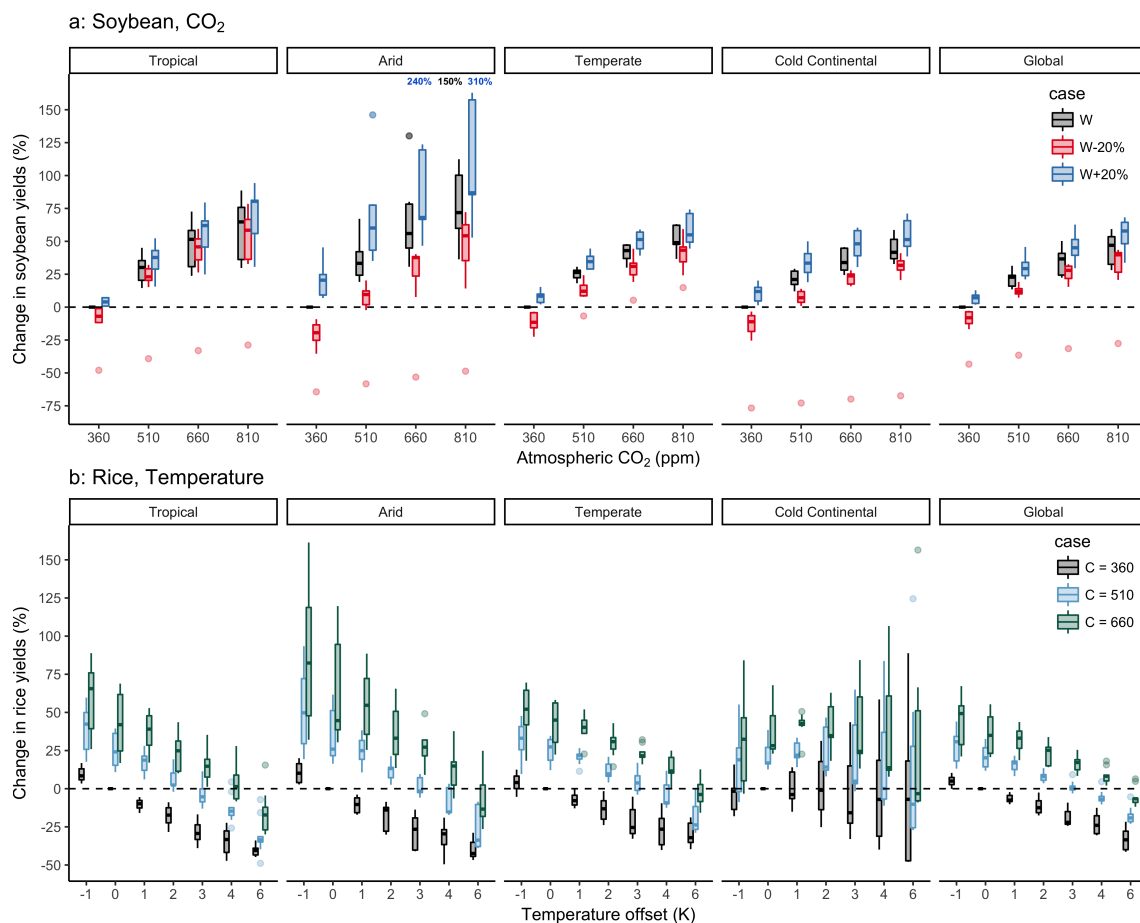 a: Soybean, CO₂
Tropical Arid Temperate Cold Continental Global
240% 150% 310%
Change in soybean yields (%)
150
125
100
75
50
25
0
-25
-50
-75
case
W
W-20%
W+20%
360 510 660 810 360 510 660 810 360 510 660 810 360 510 660 810 360 510 660 810
Atmospheric CO₂ (ppm)
b: Rice, Temperature
Tropical Arid Temperate Cold Continental Global
Change in rice yields (%)
150
125
100
75
50
25
0
-25
-50
case
C = 360
C = 510
C = 660
-1 0 1 2 3 4 6 -1 0 1 2 3 4 6 -1 0 1 2 3 4 6 -1 0 1 2 3 4 6 -1 0 1 2 3 4 6
Temperature offset (K)